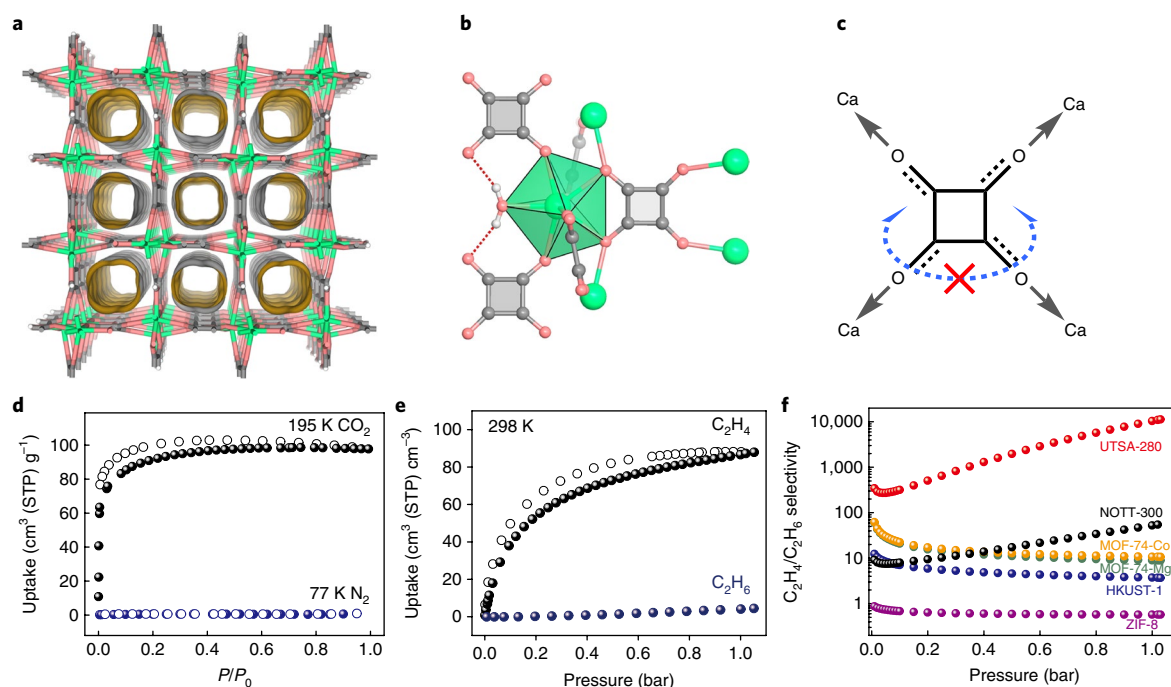 a
b
c
Ca
Ca
O
O
O
O
Ca
Ca
d
Uptake (cm³ (STP) g⁻¹)
195 K CO₂
77 K N₂
100
80
60
40
20
0
0.0 0.2 0.4 0.6 0.8 1.0
P/P₀
e
Uptake (cm³ (STP) cm⁻³)
298 K
C₂H₄
C₂H₆
100
80
60
40
20
0
0.0 0.2 0.4 0.6 0.8 1.0
Pressure (bar)
f
C₂H₄/C₂H₆ selectivity
10,000
1,000
100
10
1
UTSA-280
NOTT-300
MOF-74-Co
MOF-74-Mg
HKUST-1
ZIF-8
0.0 0.2 0.4 0.6 0.8 1.0
Pressure (bar)